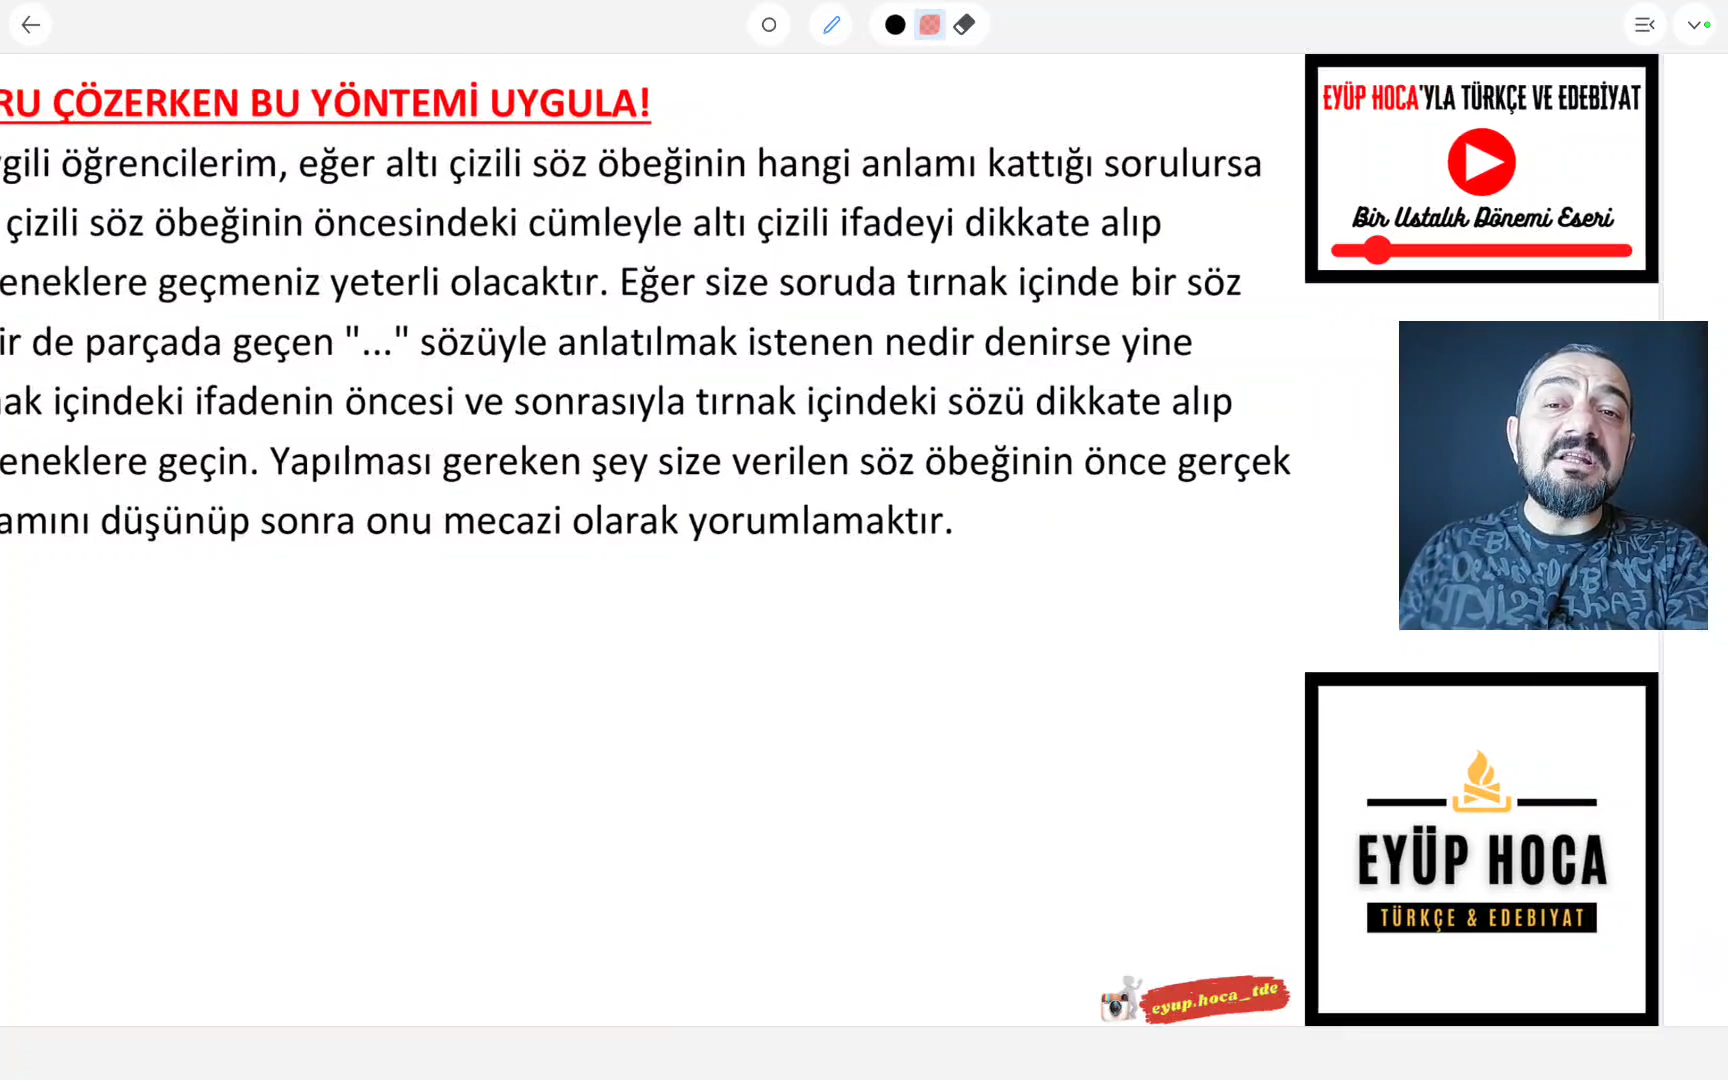 RU ÇÖZERKEN BU YÖNTEMİ UYGULA!
gili öğrencilerim, eğer altı çizili söz öbeğinin hangi anlamı kattığı sorulursa
çizili söz öbeğinin öncesindeki cümleyle altı çizili ifadeyi dikkate alıp
eneklere geçmeniz yeterli olacaktır. Eğer size soruda tırnak içinde bir söz
ir de parçada geçen "..." sözüyle anlatılmak istenen nedir denirse yine
ak içindeki ifadenin öncesi ve sonrasıyla tırnak içindeki sözü dikkate alıp
eneklere geçin. Yapılması gereken şey size verilen söz öbeğinin önce gerçek
amını düşünüp sonra onu mecazi olarak yorumlamaktır.
EYÜP HOCA'YLA TÜRKÇE VE EDEBİYAT
Bir Ustalık Dönemi Eseri
EYÜP HOCA
TÜRKÇE & EDEBIYAT
eyup.hoca_tde